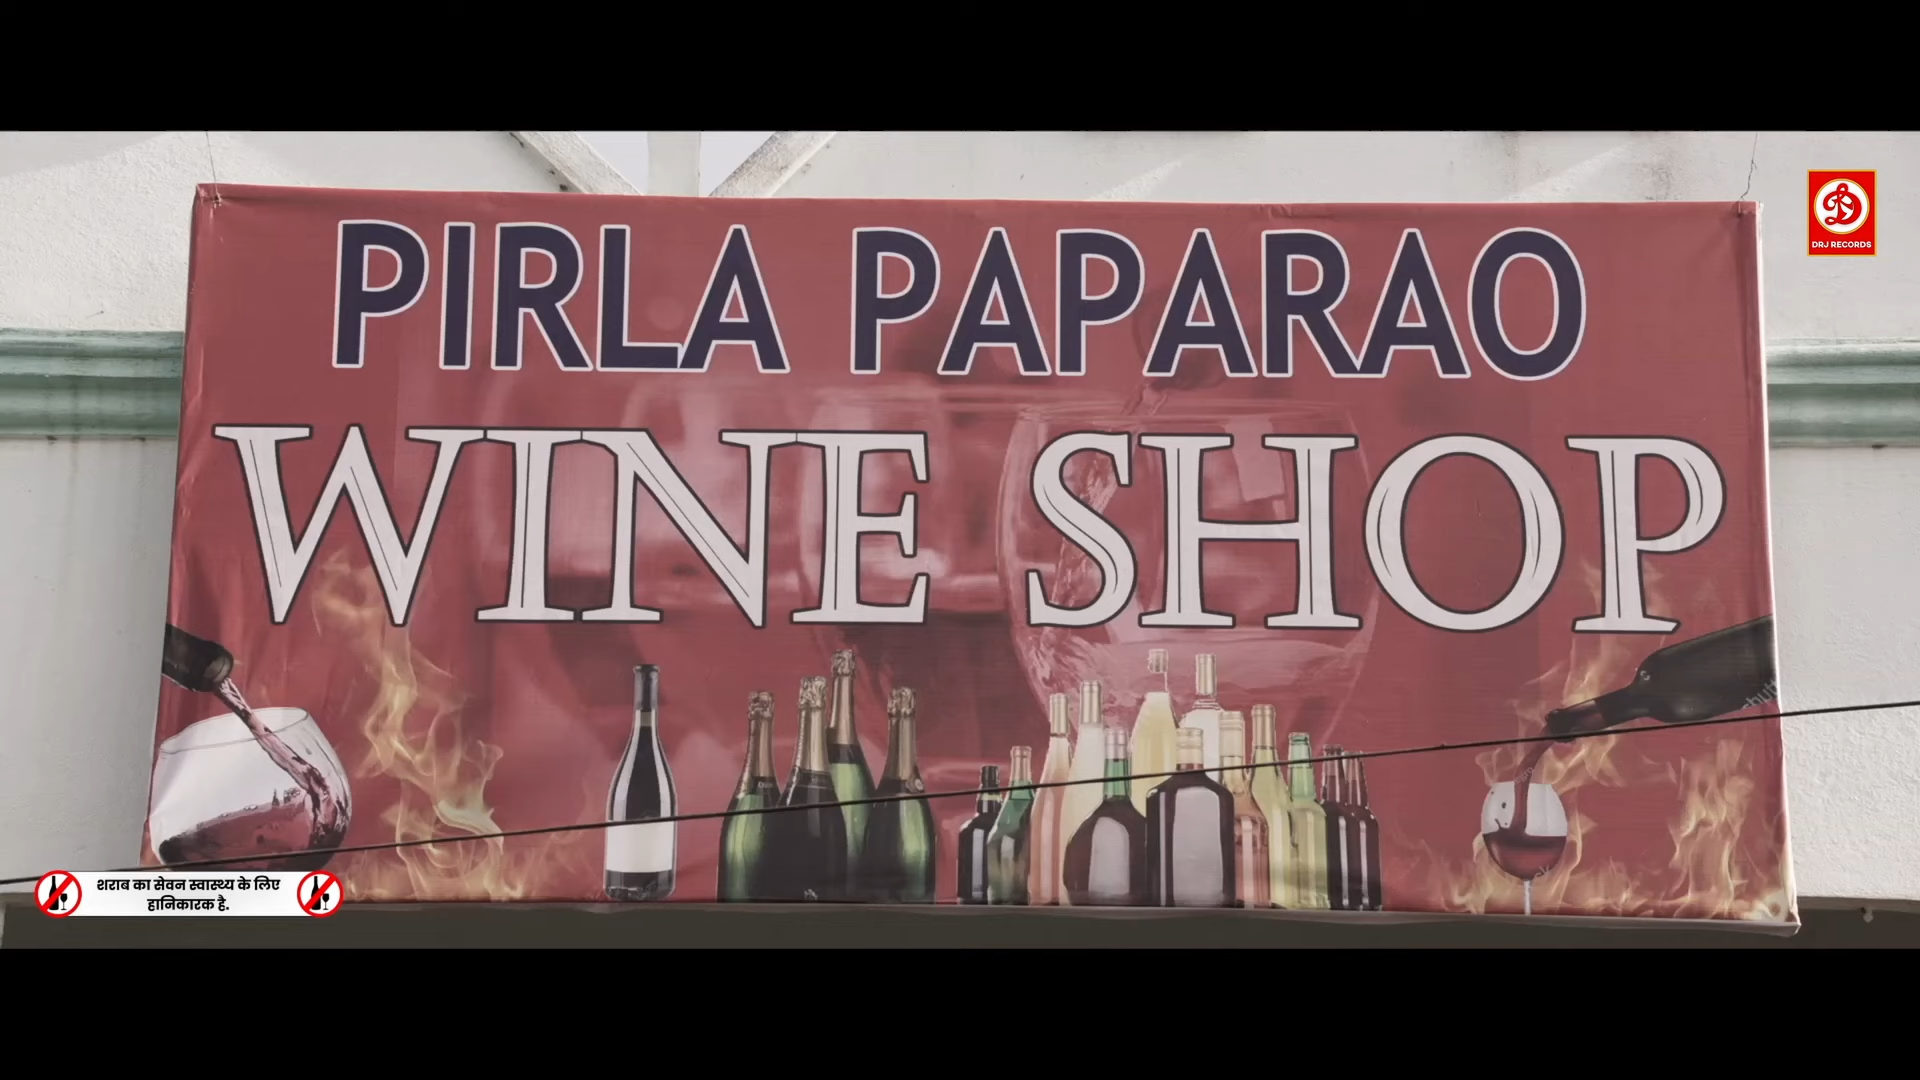 PIRLA PAPARAO
WINE SHOP
DRJ RECORDS
शराब का सेवन स्वास्थ्य के लिए
हानिकारक है.